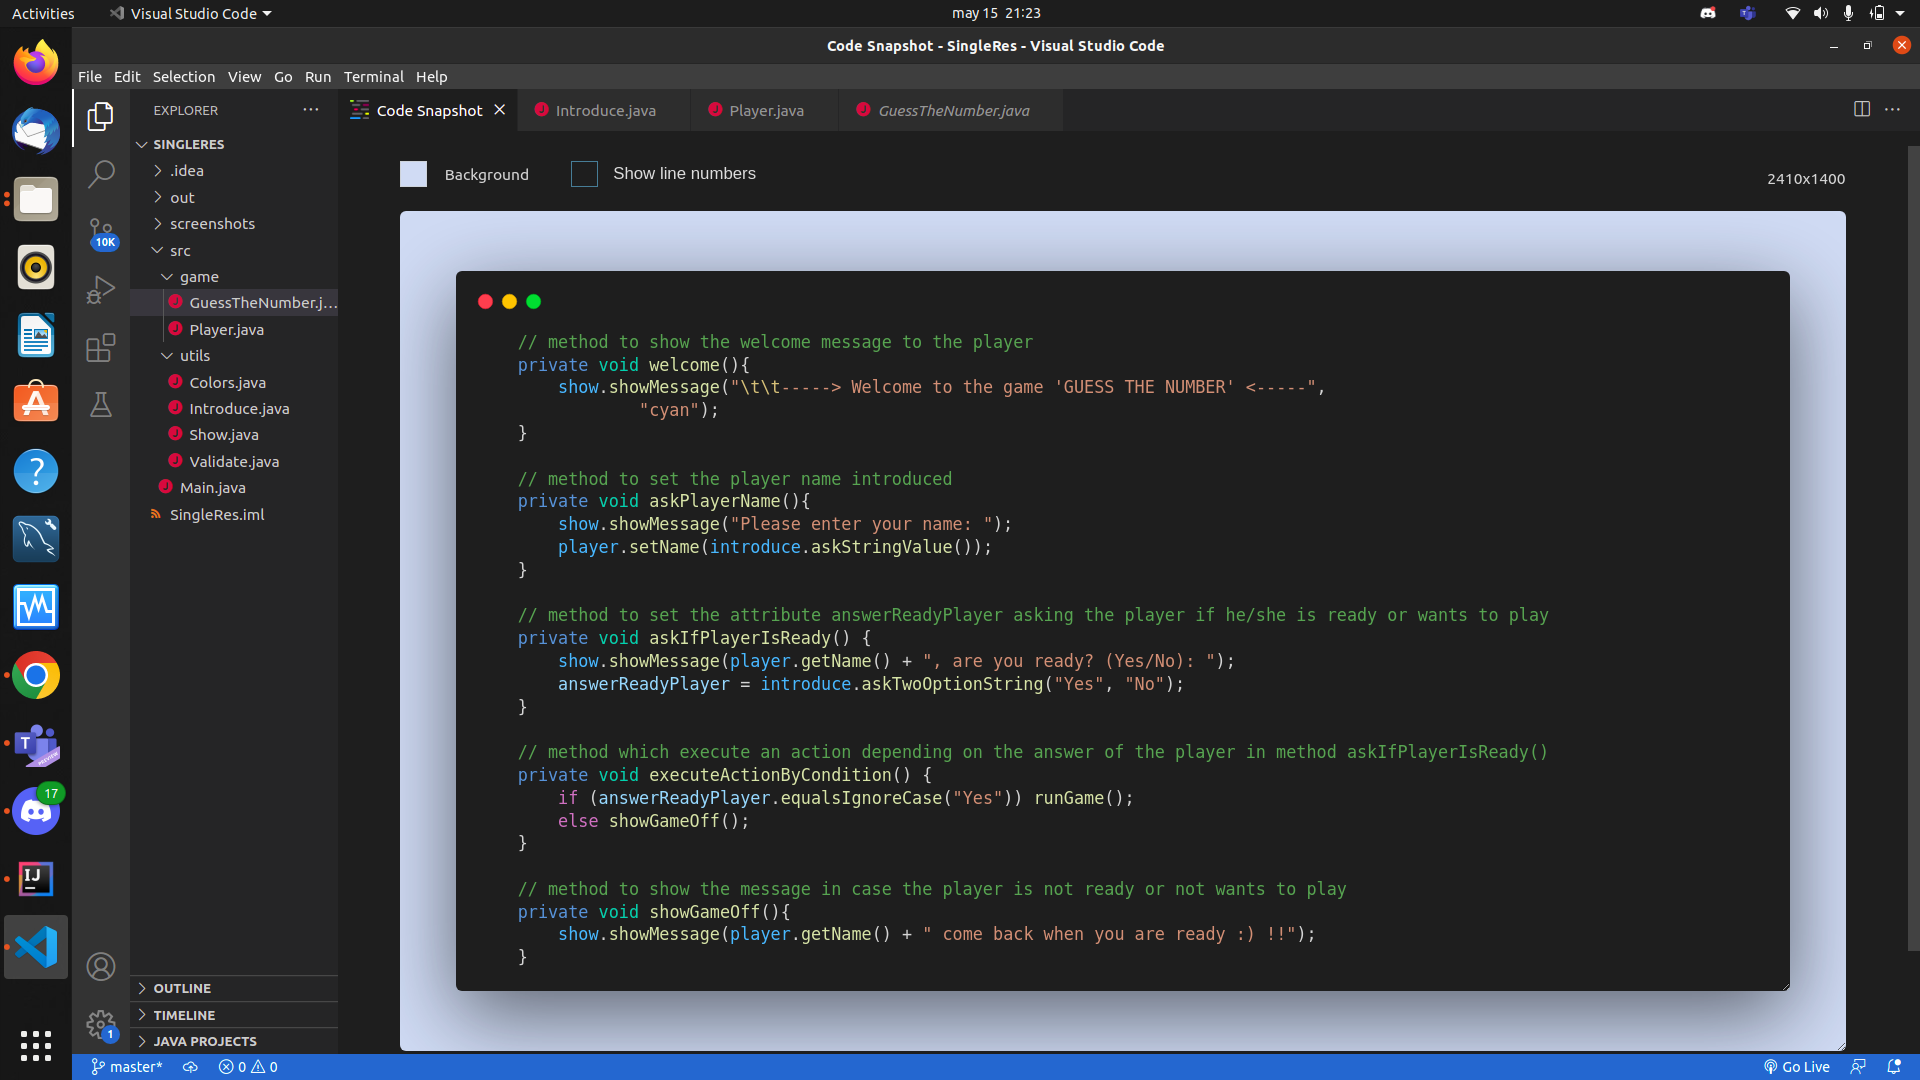 Activities
Visual Studio Code
may 15 21:23
Code Snapshot - SingleRes - Visual Studio Code
File Edit Selection View Go Run Terminal Help
EXPLORER
Code Snapshot
Introduce.java
Player.java
GuessTheNumber.java
SINGLERES
.idea
out
screenshots
src
game
GuessTheNumber.j...
Player.java
utils
Colors.java
Introduce.java
Show.java
Validate.java
Main.java
SingleRes.iml
10K
Background
Show line numbers
2410x1400
// method to show the welcome message to the player
private void welcome(){
    show.showMessage("\t\t-----> Welcome to the game 'GUESS THE NUMBER' <-----",
            "cyan");
}
// method to set the player name introduced
private void askPlayerName(){
    show.showMessage("Please enter your name: ");
    player.setName(introduce.askStringValue());
}
// method to set the attribute answerReadyPlayer asking the player if he/she is ready or wants to play
private void askIfPlayerIsReady() {
    show.showMessage(player.getName() + ", are you ready? (Yes/No): ");
    answerReadyPlayer = introduce.askTwoOptionString("Yes", "No");
}
// method which execute an action depending on the answer of the player in method askIfPlayerIsReady()
private void executeActionByCondition() {
    if (answerReadyPlayer.equalsIgnoreCase("Yes")) runGame();
    else showGameOff();
}
// method to show the message in case the player is not ready or not wants to play
private void showGameOff(){
    show.showMessage(player.getName() + " come back when you are ready :) !!");
}
T
PREVIEW
17
IJ
OUTLINE
TIMELINE
JAVA PROJECTS
1
master*
0
0
Go Live